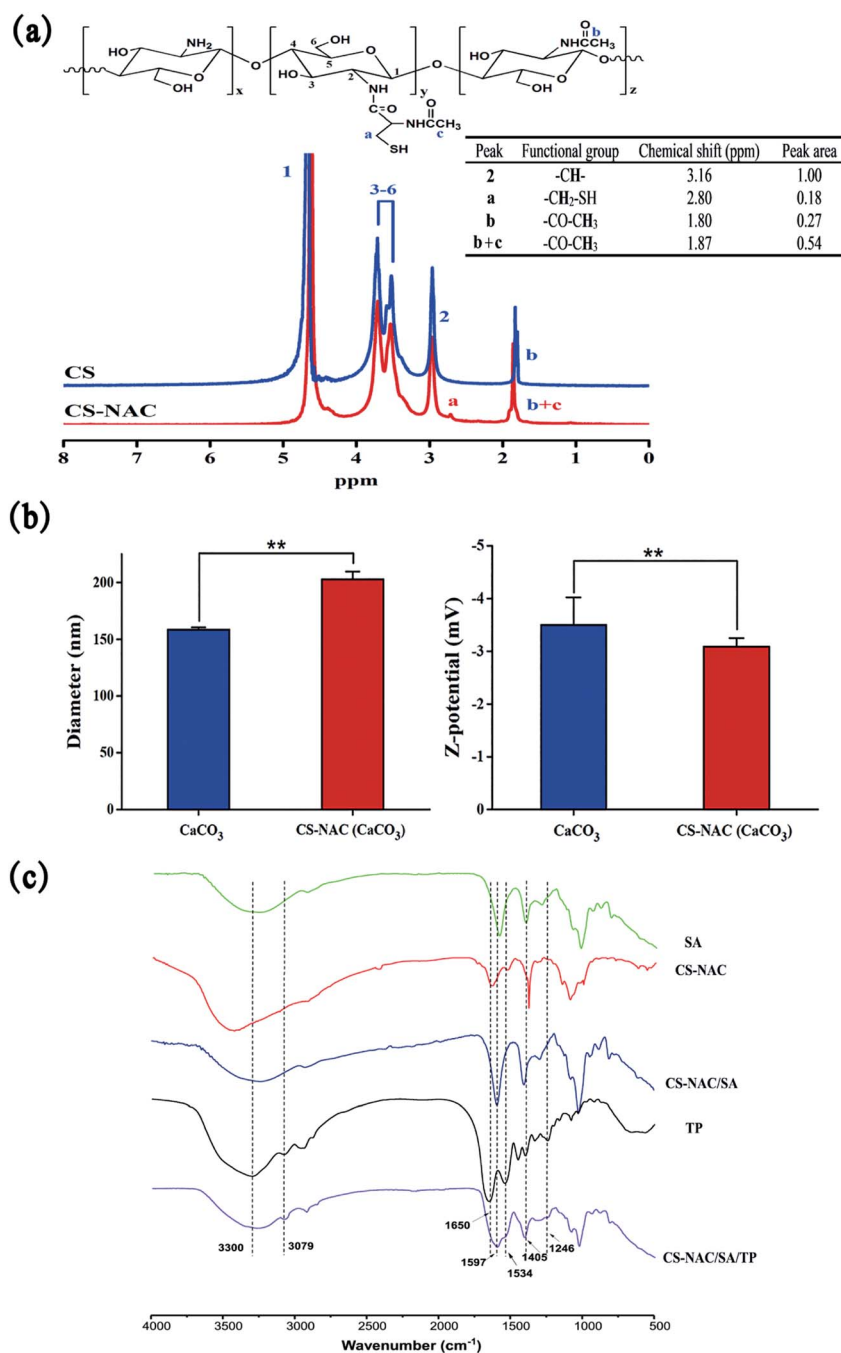 (a)
HO
NH2
O
O
OH
x
6
OH
4
5
O
1
O
HO
3
2
NH
y
C=O
O
NHCCH3
a
c
SH
O
b
NHCCH3
HO
O
O
OH
z
Peak Functional group Chemical shift (ppm) Peak area
2 -CH- 3.16 1.00
a -CH2-SH 2.80 0.18
b -CO-CH3 1.80 0.27
b+c -CO-CH3 1.87 0.54
1
3-6
2
b
CS
a
b+c
CS-NAC
8 7 6 5 4 3 2 1 0
ppm
(b)
**
200
150
100
50
0
Diameter (nm)
CaCO3 CS-NAC (CaCO3)
**
-5
-4
-3
-2
-1
0
Z-potential (mV)
CaCO3 CS-NAC (CaCO3)
(c)
SA
CS-NAC
CS-NAC/SA
TP
CS-NAC/SA/TP
3300
3079
1650
1597
1534
1405
1246
4000 3500 3000 2500 2000 1500 1000 500
Wavenumber (cm-1)